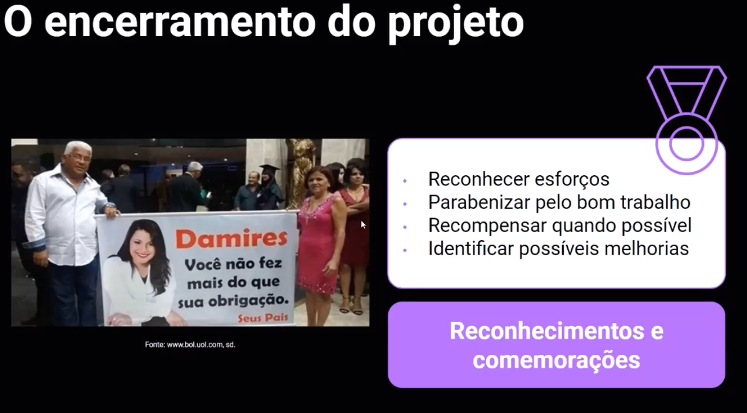 O encerramento do projeto
Damires
Você não fez
mais do que
sua obrigação.
Seus Pais
Fonte: www.bol.uol.com, sd.
Reconhecer esforços
Parabenizar pelo bom trabalho
Recompensar quando possível
Identificar possíveis melhorias
Reconhecimentos e
comemorações